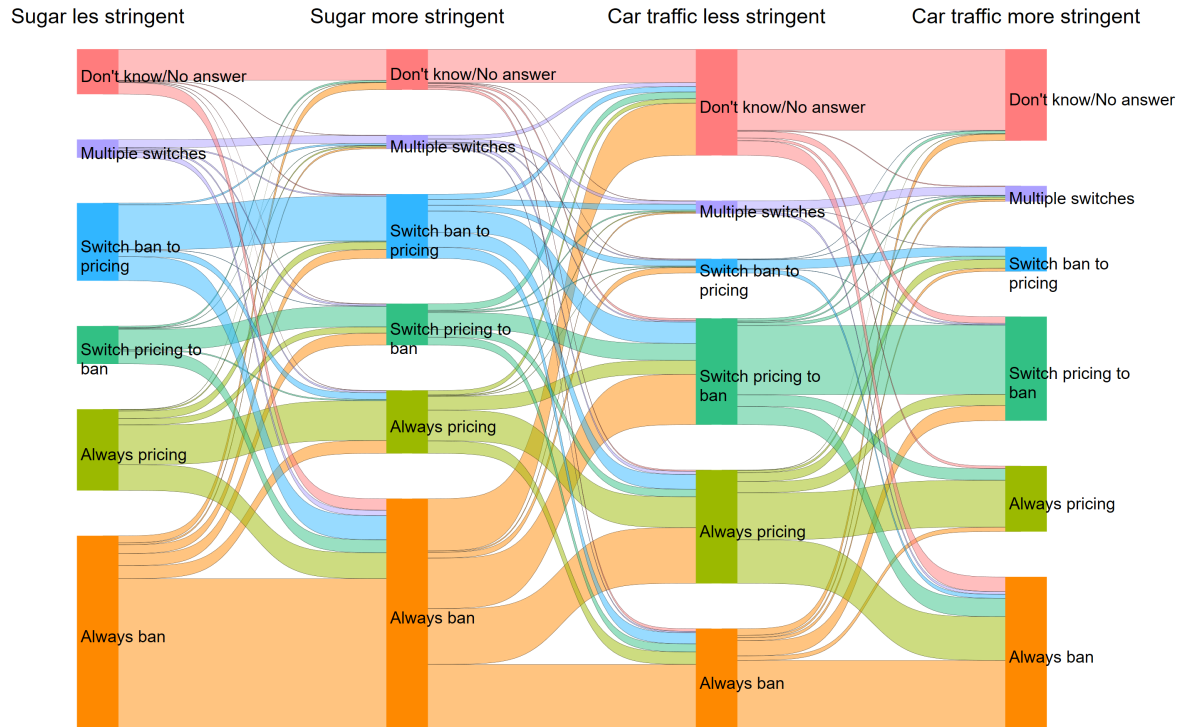 Sugar les stringent
Sugar more stringent
Car traffic less stringent
Car traffic more stringent
Don't know/No answer
Multiple switches
Switch ban to
pricing
Switch pricing to
ban
Always pricing
Always ban
Don't know/No answer
Multiple switches
Switch ban to
pricing
Switch pricing to
ban
Always pricing
Always ban
Don't know/No answer
Multiple switches
Switch ban to
pricing
Switch pricing to
ban
Always pricing
Always ban
Don't know/No answer
Multiple switches
Switch ban to
pricing
Switch pricing to
ban
Always pricing
Always ban